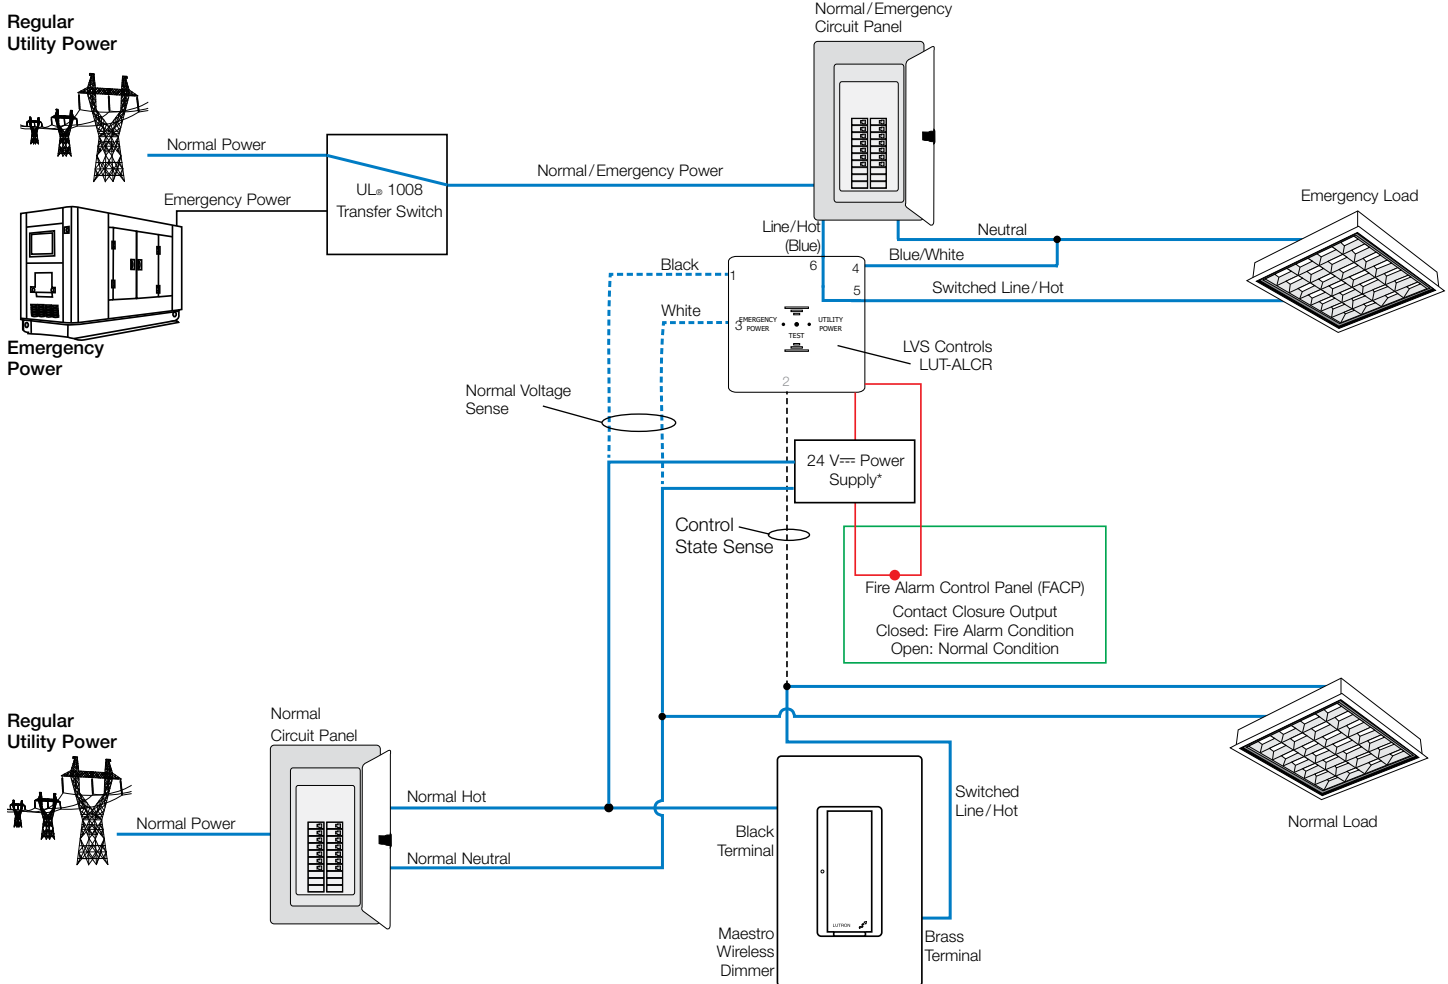 Regular
Utility Power
Normal/Emergency
Circuit Panel
Normal Power
UL® 1008
Transfer Switch
Normal/Emergency Power
Emergency Power
Emergency
Power
Line/Hot
(Blue)
Neutral
Blue/White
Switched Line/Hot
Emergency Load
Black
White
1
6
4
5
3
2
EMERGENCY
POWER
TEST
UTILITY
POWER
LVS Controls
LUT-ALCR
Normal Voltage
Sense
24 V Power
Supply*
Control
State Sense
Fire Alarm Control Panel (FACP)
Contact Closure Output
Closed: Fire Alarm Condition
Open: Normal Condition
Regular
Utility Power
Normal
Circuit Panel
Normal Power
Normal Hot
Normal Neutral
Black
Terminal
Switched
Line/Hot
Normal Load
LUTRON
Maestro
Wireless
Dimmer
Brass
Terminal